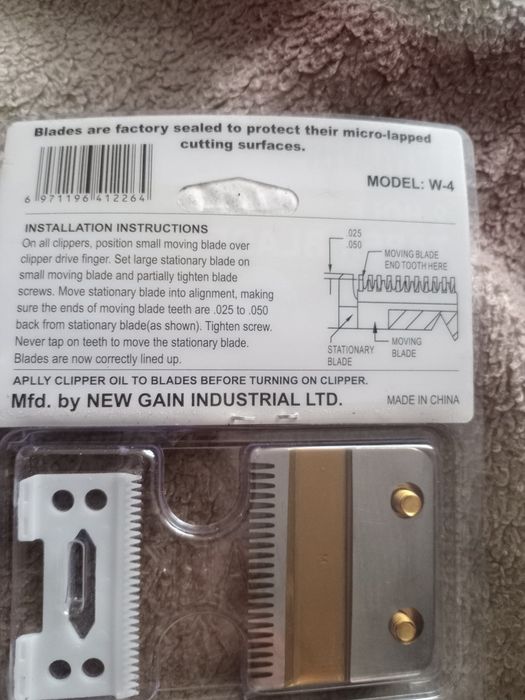 Blades are factory sealed to protect their micro-lapped
cutting surfaces.
6 971196 412264
MODEL: W-4
INSTALLATION INSTRUCTIONS
On all clippers, position small moving blade over
clipper drive finger. Set large stationary blade on
small moving blade and partially tighten blade
screws. Move stationary blade into alignment, making
sure the ends of moving blade teeth are .025 to .050
back from stationary blade(as shown). Tighten screw.
Never tap on teeth to move the stationary blade.
Blades are now correctly lined up.
.025
.050
MOVING BLADE
END TOOTH HERE
STATIONARY
BLADE
MOVING
BLADE
APLLY CLIPPER OIL TO BLADES BEFORE TURNING ON CLIPPER.
Mfd. by NEW GAIN INDUSTRIAL LTD.
MADE IN CHINA